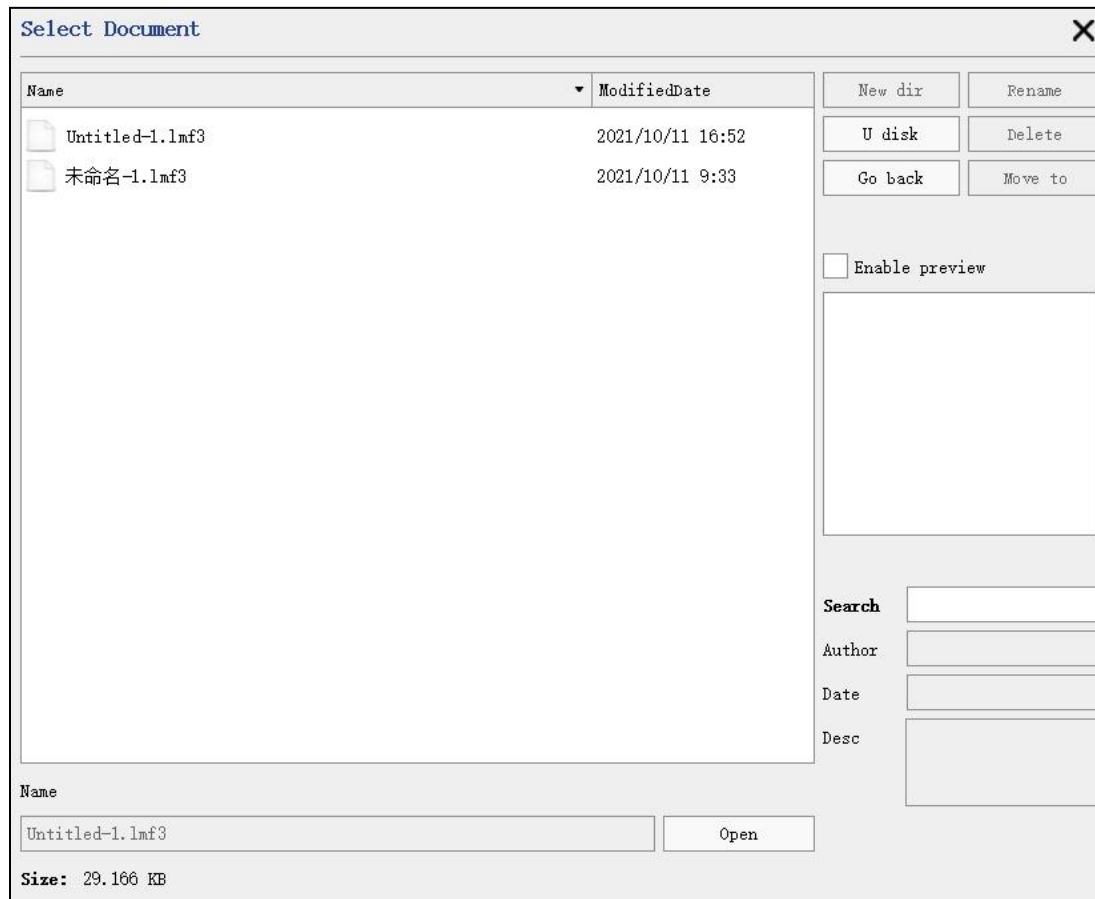 Select Document
Name ModifiedDate
Untitled-1.lmf3 2021/10/11 16:52
未命名-1.lmf3 2021/10/11 9:33
New dir Rename
U disk Delete
Go back Move to
Enable preview
Search
Author
Date
Desc
Name
Untitled-1.lmf3 Open
Size: 29.166 KB